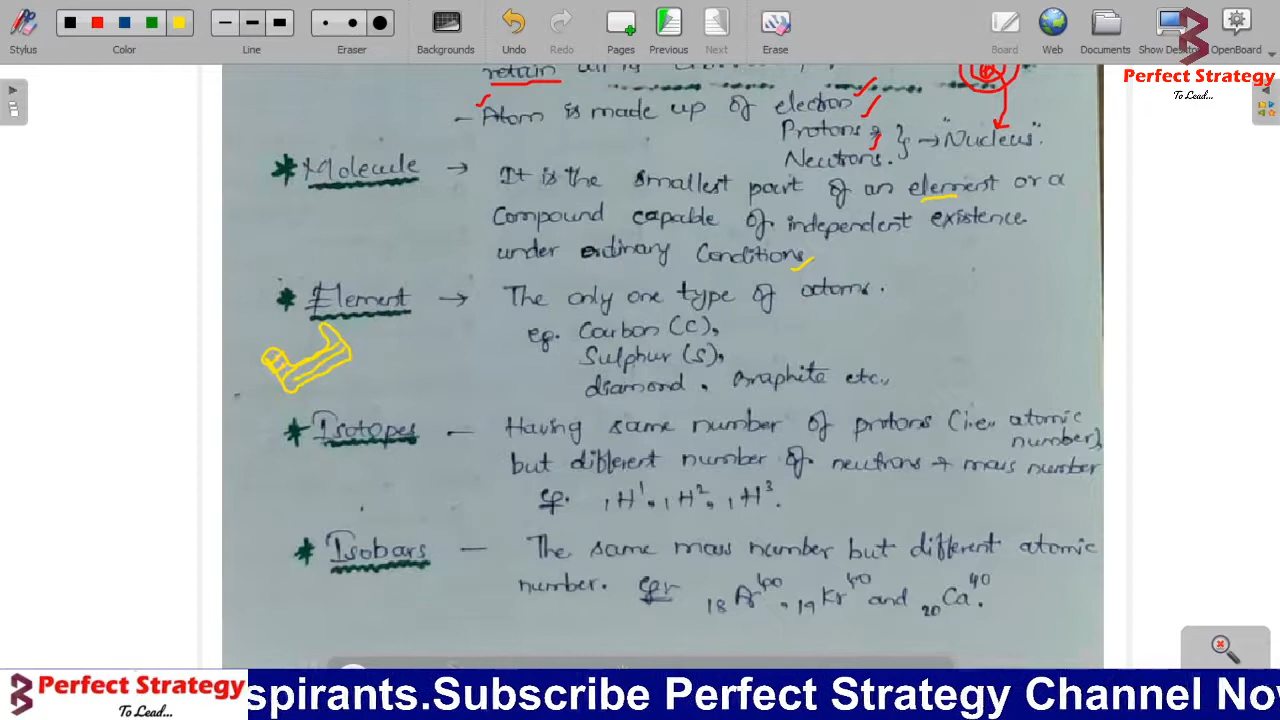 Stylus
Color
Line
Eraser
Backgrounds
Undo
Redo
Pages
Previous
Next
Erase
Board
Web
Documents
Show Desktop
OpenBoard
Perfect Strategy
To Lead...
retain all its
- Atom is made up of electron
Protons &
Neutrons. } → "Nucleus".
* Molecule → It is the smallest part of an element or a
Compound capable of independent existence
under ordinary Conditions
* Element → The only one type of atoms.
eg. Carbon (C),
Sulphur (S),
diamond, Graphite etc.,
* Isotopes - Having same number of protons (i.e. atomic
number),
but different number of neutrons & mass number
eg. ₁H¹, ₁H², ₁H³.
* Isobars - The same mass number but different atomic
number. eg:- ₁₈Ar⁴⁰, ₁₉Kr⁴⁰ and ₂₀Ca⁴⁰.
Perfect Strategy
To Lead...
spirants.Subscribe Perfect Strategy Channel No